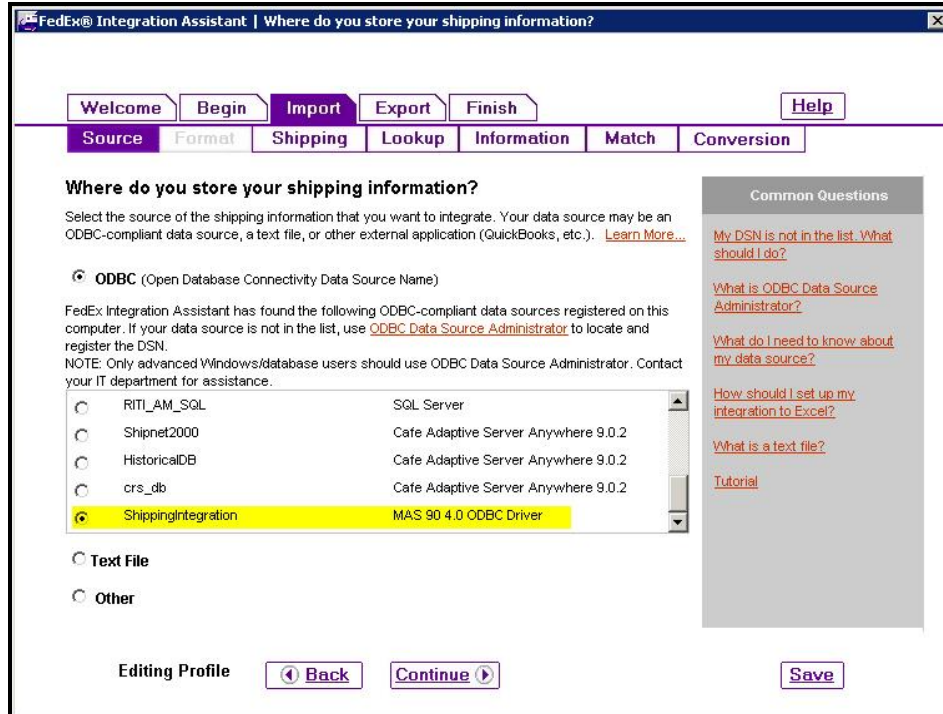 FedEx® Integration Assistant | Where do you store your shipping information?
Welcome Begin Import Export Finish Help
Source Format Shipping Lookup Information Match Conversion
Where do you store your shipping information?
Select the source of the shipping information that you want to integrate. Your data source may be an
ODBC-compliant data source, a text file, or other external application (QuickBooks, etc.). Learn More...
ODBC (Open Database Connectivity Data Source Name)
FedEx Integration Assistant has found the following ODBC-compliant data sources registered on this
computer. If your data source is not in the list, use ODBC Data Source Administrator to locate and
register the DSN.
NOTE: Only advanced Windows/database users should use ODBC Data Source Administrator. Contact
your IT department for assistance.
RITI_AM_SQL SQL Server
Shipnet2000 Cafe Adaptive Server Anywhere 9.0.2
HistoricalDB Cafe Adaptive Server Anywhere 9.0.2
crs_db Cafe Adaptive Server Anywhere 9.0.2
ShippingIntegration MAS 90 4.0 ODBC Driver
Text File
Other
Common Questions
My DSN is not in the list. What
should I do?
What is ODBC Data Source
Administrator?
What do I need to know about
my data source?
How should I set up my
integration to Excel?
What is a text file?
Tutorial
Editing Profile Back Continue Save